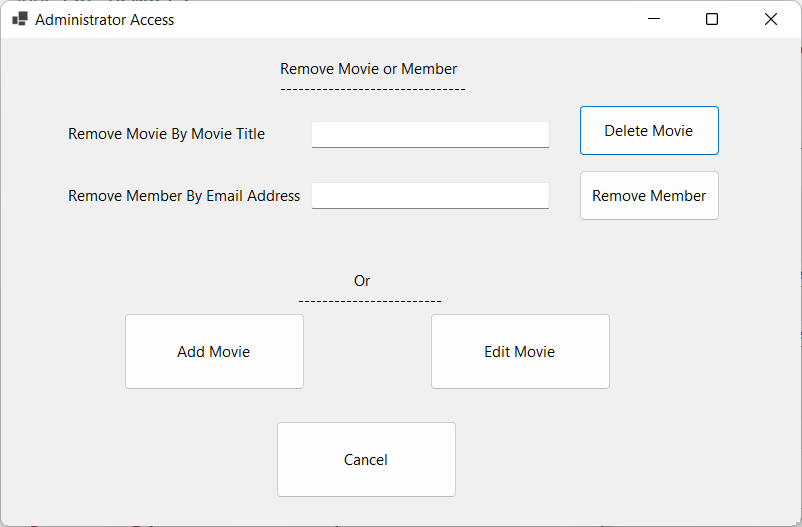 Administrator Access
Remove Movie or Member
-------------------------------
Remove Movie By Movie Title
Delete Movie
Remove Member By Email Address
Remove Member
Or
------------------------
Add Movie
Edit Movie
Cancel